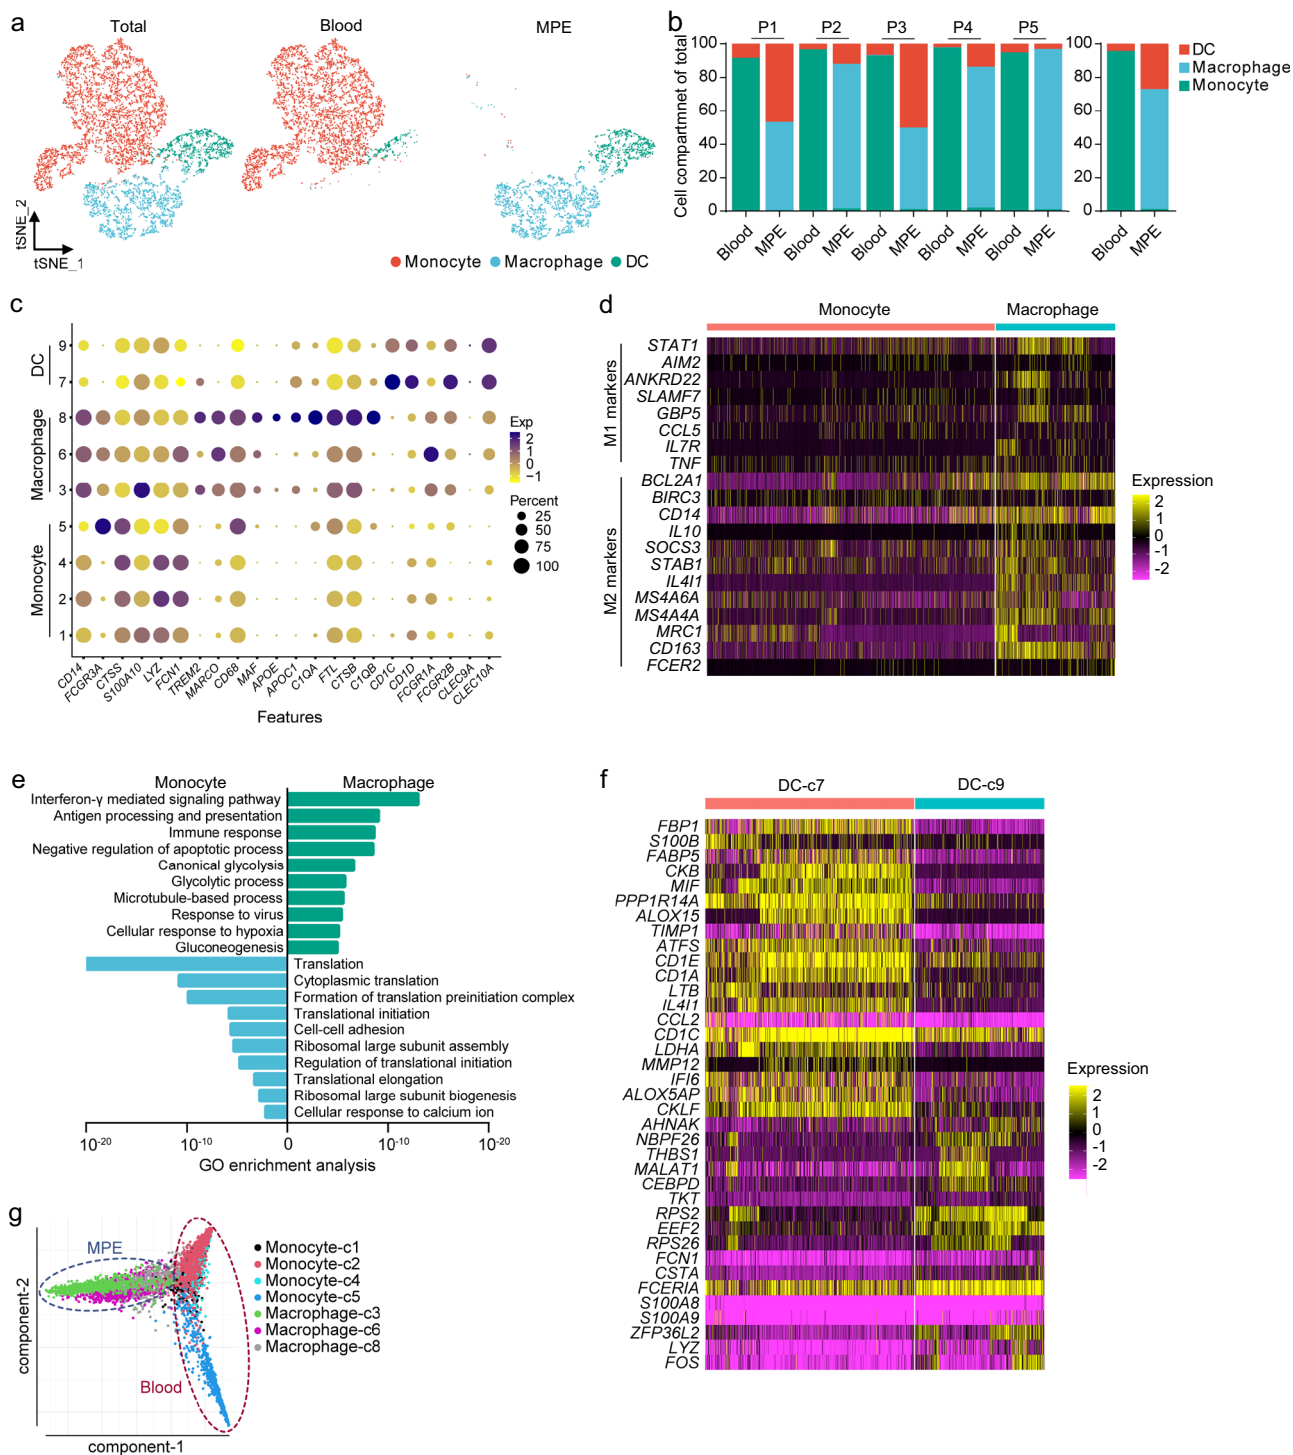 a
Total
Blood
MPE
tSNE_2
tSNE_1
Monocyte
Macrophage
DC
b
P1
P2
P3
P4
P5
Cell compartmnet of total
100
80
60
40
20
0
100
80
60
40
20
0
Blood
MPE
Blood
MPE
Blood
MPE
Blood
MPE
Blood
MPE
Blood
MPE
DC
Macrophage
Monocyte
c
DC
Macrophage
Monocyte
9
7
8
6
3
5
4
2
1
CD14
FCGR3A
CTSS
S100A10
LYZ
FCN1
TREM2
MARCO
CD68
MAF
APOE
APOC1
C1QA
FTL
CTSB
C1QB
CD1C
CD1D
FCGR1A
FCGR2B
CLEC9A
CLEC10A
Features
Exp
2
1
0
-1
Percent
25
50
75
100
d
Monocyte
Macrophage
M1 markers
STAT1
AIM2
ANKRD22
SLAMF7
GBP5
CCL5
IL7R
TNF
M2 markers
BCL2A1
BIRC3
CD14
IL10
SOCS3
STAB1
IL4I1
MS4A6A
MS4A4A
MRC1
CD163
FCER2
Expression
2
1
0
-1
-2
e
Monocyte
Macrophage
Interferon-γ mediated signaling pathway
Antigen processing and presentation
Immune response
Negative regulation of apoptotic process
Canonical glycolysis
Glycolytic process
Microtubule-based process
Response to virus
Cellular response to hypoxia
Gluconeogenesis
Translation
Cytoplasmic translation
Formation of translation preinitiation complex
Translational initiation
Cell-cell adhesion
Ribosomal large subunit assembly
Regulation of translational initiation
Translational elongation
Ribosomal large subunit biogenesis
Cellular response to calcium ion
10-20
10-10
0
10-10
10-20
GO enrichment analysis
f
DC-c7
DC-c9
FBP1
S100B
FABP5
CKB
MIF
PPP1R14A
ALOX15
TIMP1
ATFS
CD1E
CD1A
LTB
IL4I1
CCL2
CD1C
LDHA
MMP12
IFI6
ALOX5AP
CKLF
AHNAK
NBPF26
THBS1
MALAT1
CEBPD
TKT
RPS2
EEF2
RPS26
FCN1
CSTA
FCERIA
S100A8
S100A9
ZFP36L2
LYZ
FOS
Expression
2
1
0
-1
-2
g
MPE
Blood
component-2
component-1
Monocyte-c1
Monocyte-c2
Monocyte-c4
Monocyte-c5
Macrophage-c3
Macrophage-c6
Macrophage-c8